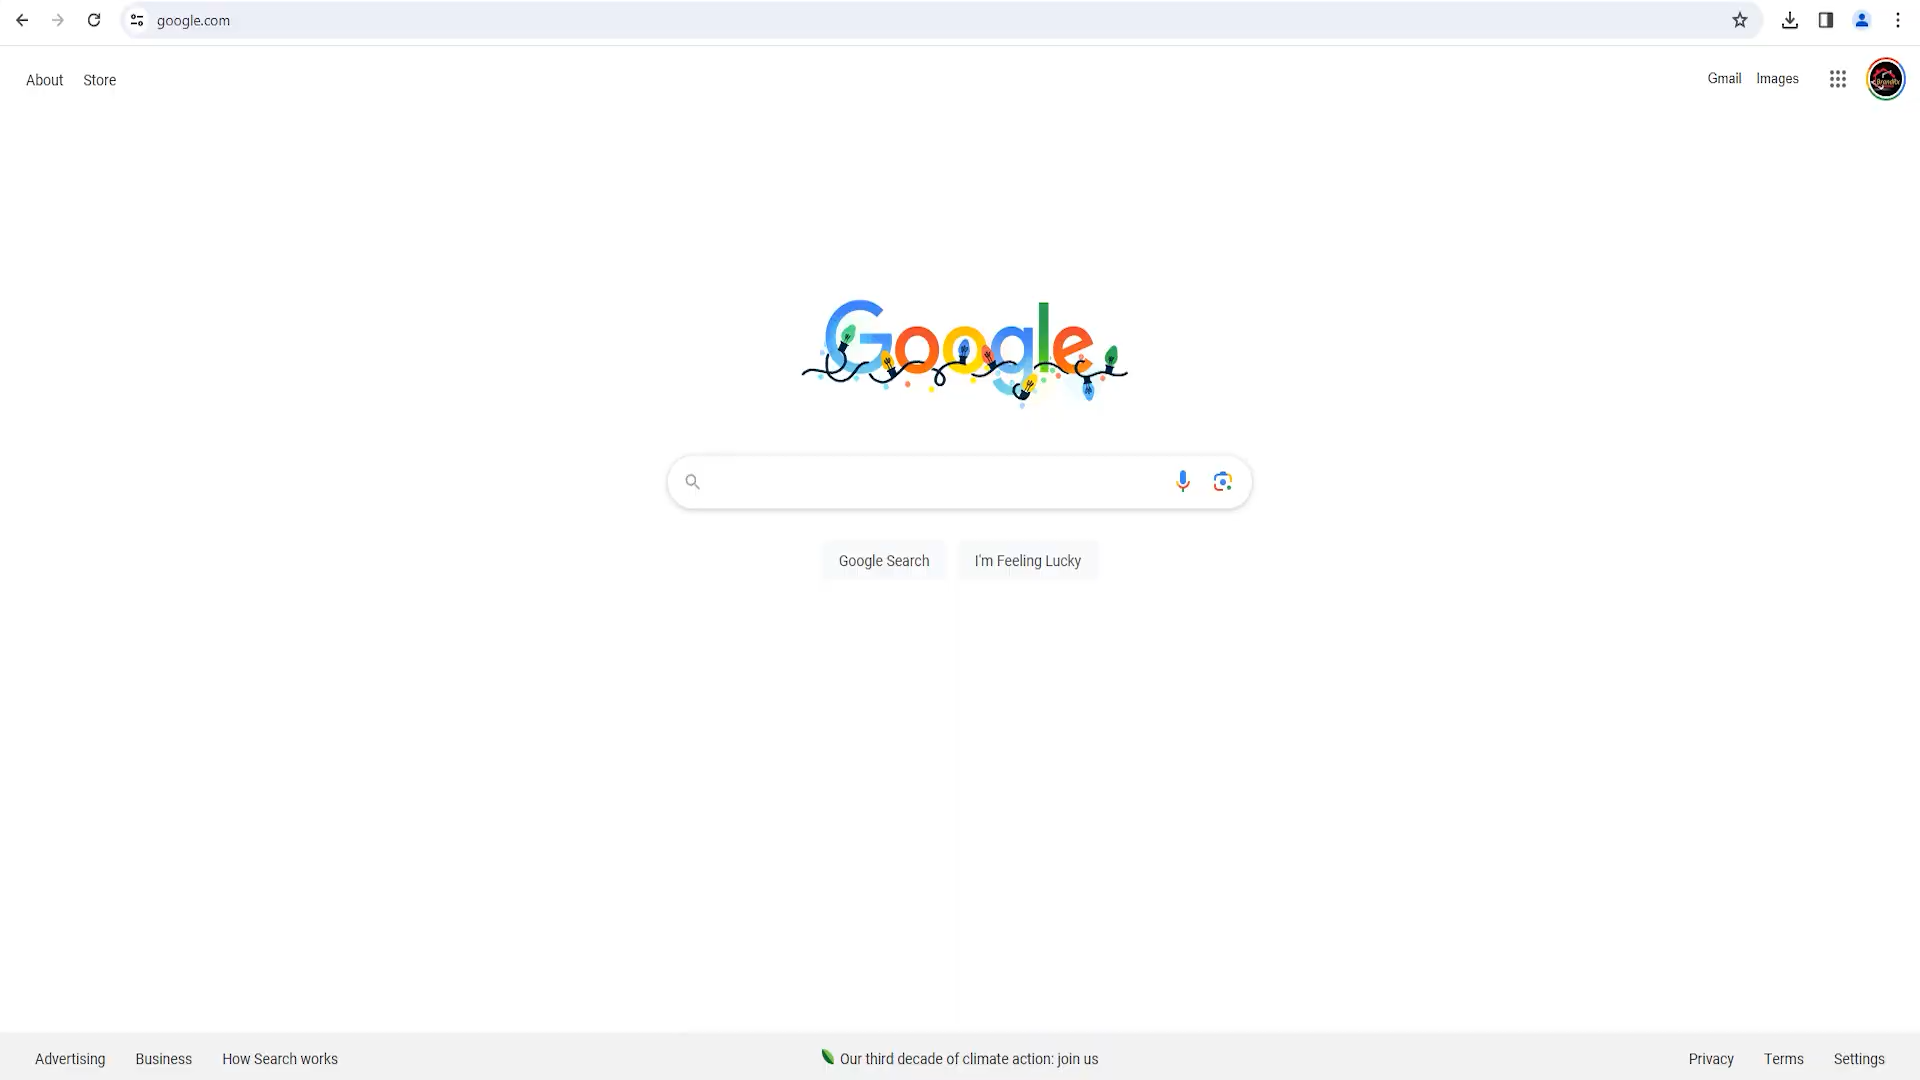 google.com
About Store
Gmail Images
Google
Google Search I'm Feeling Lucky
Advertising Business How Search works
Our third decade of climate action: join us
Privacy Terms Settings